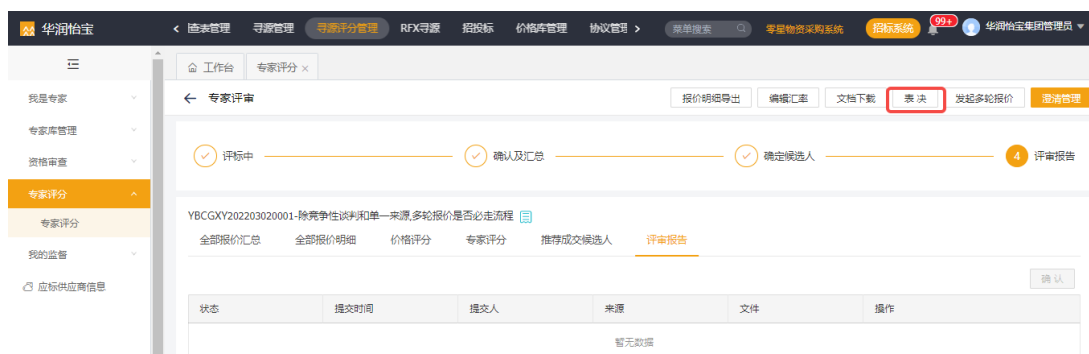 华润怡宝
查表管理 寻源管理 寻源评分管理 RFX寻源 招投标 价格库管理 协议管理 菜单搜索 零星物资采购系统 招标系统 99+ 华润怡宝集团管理员
工作台 专家评分
我是专家
专家库管理
资格审查
专家评分
专家评分
我的监督
应标供应商信息
专家评审 报价明细导出 编辑汇率 文档下载 表决 发起多轮报价 澄清管理
评标中 确认及汇总 确定候选人 4 评审报告
YBCGXY202203020001-除竞争性谈判和单一来源,多轮报价是否必走流程
全部报价汇总 全部报价明细 价格评分 专家评分 推荐成交候选人 评审报告
确认
状态 提交时间 提交人 来源 文件 操作
暂无数据